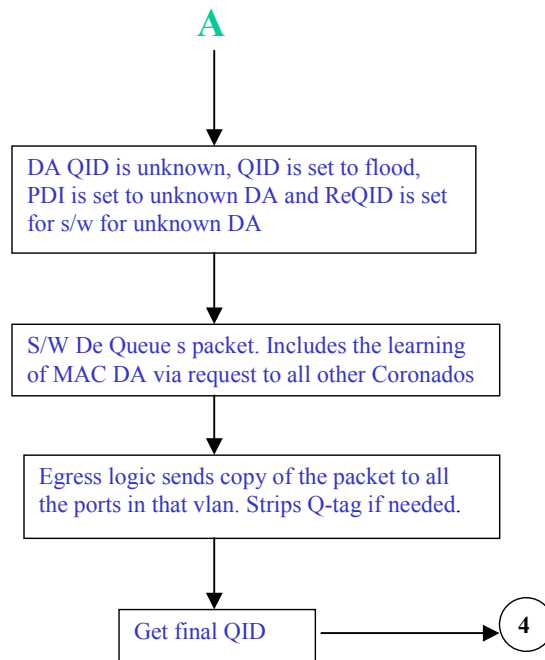 A
DA QID is unknown, QID is set to flood,
PDI is set to unknown DA and ReQID is set
for s/w for unknown DA
S/W De Queue s packet. Includes the learning
of MAC DA via request to all other Coronados
Egress logic sends copy of the packet to all
the ports in that vlan. Strips Q-tag if needed.
Get final QID
4